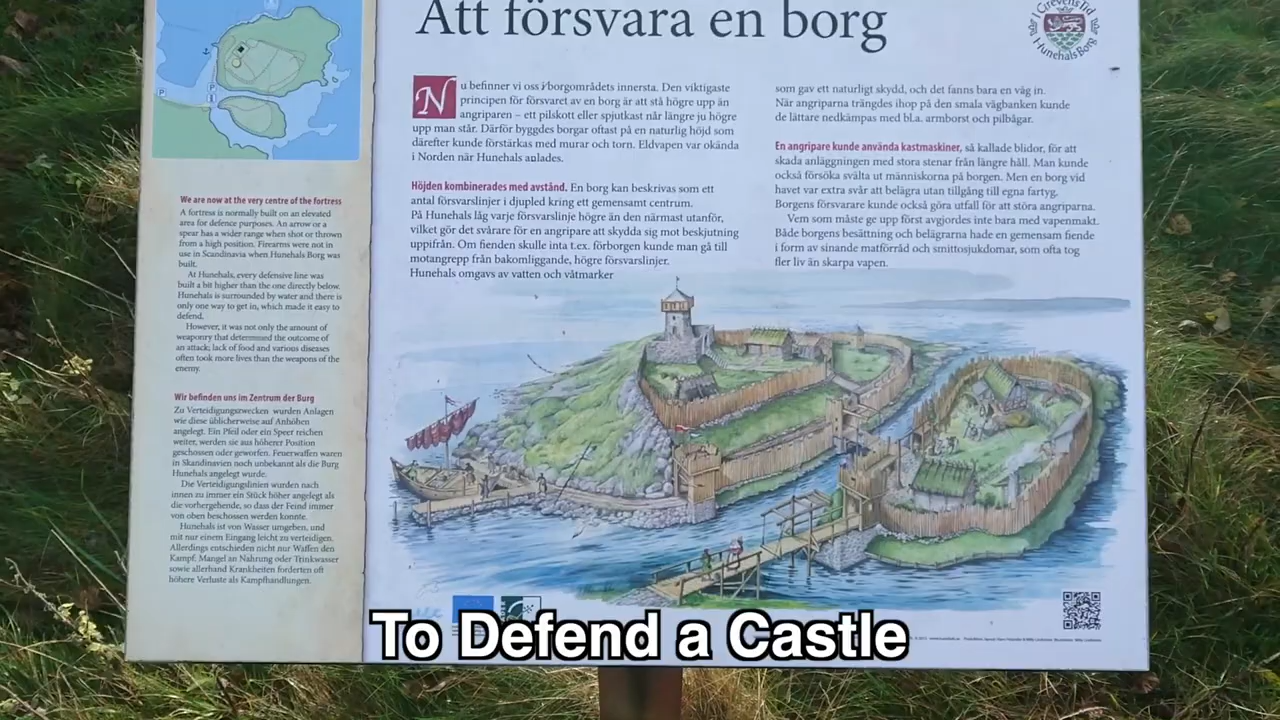 Att försvara en borg
I Grevens Tid
Hunehals Borg
P
P
i
We are now at the very centre of the fortress
A fortress is normally built on an elevated
area for defence purposes. An arrow or a
spear has a wider range when shot or thrown
from a high position. Firearms were not in
use in Scandinavia when Hunehals Borg was
built.
At Hunehals, every defensive line was
built a bit higher than the one directly below.
Hunehals is surrounded by water and there is
only one way to get in, which made it easy to
defend.
However, it was not only the amount of
weaponry that determined the outcome of
an attack; lack of food and various diseases
often took more lives than the weapons of the
enemy.
Wir befinden uns im Zentrum der Burg
Zu Verteidigungszwecken wurden Anlagen
wie diese üblicherweise auf Anhöhen
angelegt. Ein Pfeil oder ein Speer reichen
weiter, werden sie aus höherer Position
geschossen oder geworfen. Feuerwaffen waren
in Skandinavien noch unbekannt als die Burg
Hunehals angelegt wurde.
Die Verteidigungslinien wurden nach
innen zu immer ein Stück höher angelegt als
die vorhergehende, so dass der Feind immer
von oben beschossen werden konnte.
Hunehals ist von Wasser umgeben, und
mit nur einem Eingang leicht zu verteidigen.
Allerdings entschieden nicht nur Waffen den
Kampf. Mangel an Nahrung oder Trinkwasser
sowie allerhand Krankheiten forderten oft
höhere Verluste als Kampfhandlungen.
Nu befinner vi oss i borgområdets innersta. Den viktigaste
principen för försvaret av en borg är att stå högre upp än
angriparen – ett pilskott eller spjutkast når längre ju högre
upp man står. Därför byggdes borgar oftast på en naturlig höjd som
därefter kunde förstärkas med murar och torn. Eldvapen var okända
i Norden när Hunehals anlades.
Höjden kombinerades med avstånd. En borg kan beskrivas som ett
antal försvarslinjer i djupled kring ett gemensamt centrum.
På Hunehals låg varje försvarslinje högre än den närmast utanför,
vilket gör det svårare för en angripare att skydda sig mot beskjutning
uppifrån. Om fienden skulle inta t.ex. förborgen kunde man gå till
motangrepp från bakomliggande, högre försvarslinjer.
Hunehals omgavs av vatten och våtmarker
som gav ett naturligt skydd, och det fanns bara en väg in.
När angriparna trängdes ihop på den smala vägbanken kunde
de lättare nedkämpas med bl.a. armborst och pilbågar.
En angripare kunde använda kastmaskiner, så kallade blidor, för att
skada anläggningen med stora stenar från längre håll. Man kunde
också försöka svälta ut människorna på borgen. Men en borg vid
havet var extra svår att belägra utan tillgång till egna fartyg.
Borgens försvarare kunde också göra utfall för att störa angriparna.
Vem som måste ge upp först avgjordes inte bara med vapenmakt.
Både borgens besättning och belägrarna hade en gemensam fiende
i form av sinande matförråd och smittosjukdomar, som ofta tog
fler liv än skarpa vapen.
To Defend a Castle